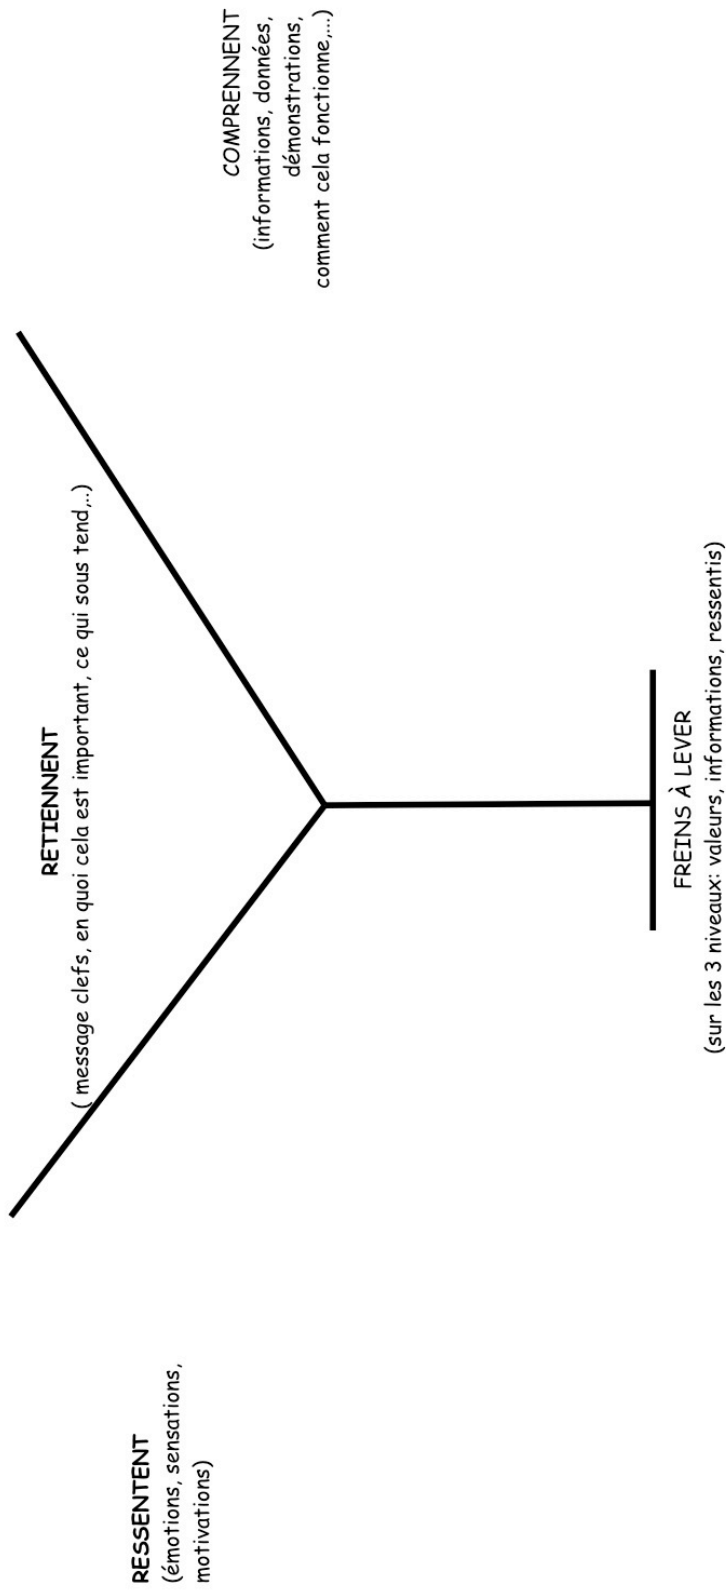 RETIENNENT
( message clefs, en quoi cela est important, ce qui sous tend,..)
RESSENTENT
(émotions, sensations,
motivations)
COMPRENNENT
(informations, données,
démonstrations,
comment cela fonctionne,...)
FREINS À LEVER
(sur les 3 niveaux: valeurs, informations, ressentis)